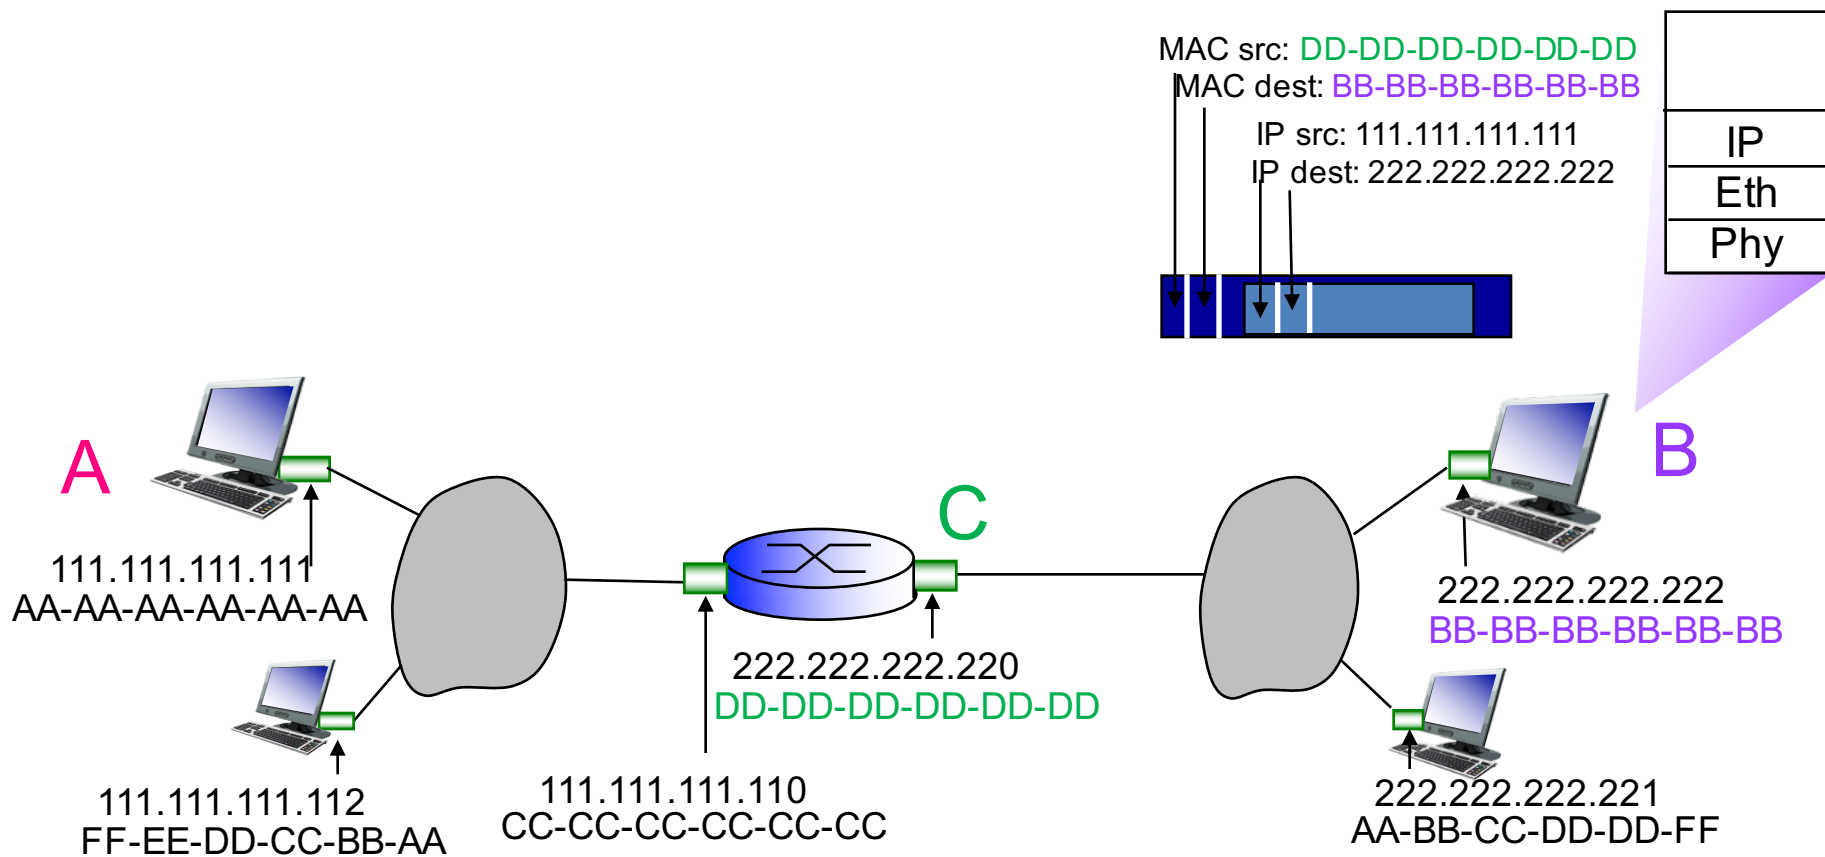 MAC src: DD-DD-DD-DD-DD-DD
MAC dest: BB-BB-BB-BB-BB-BB
IP src: 111.111.111.111
IP dest: 222.222.222.222
IP
Eth
Phy
A
111.111.111.111
AA-AA-AA-AA-AA-AA
C
B
222.222.222.222
BB-BB-BB-BB-BB-BB
222.222.222.220
DD-DD-DD-DD-DD-DD
111.111.111.112
FF-EE-DD-CC-BB-AA
111.111.111.110
CC-CC-CC-CC-CC-CC
222.222.222.221
AA-BB-CC-DD-DD-FF